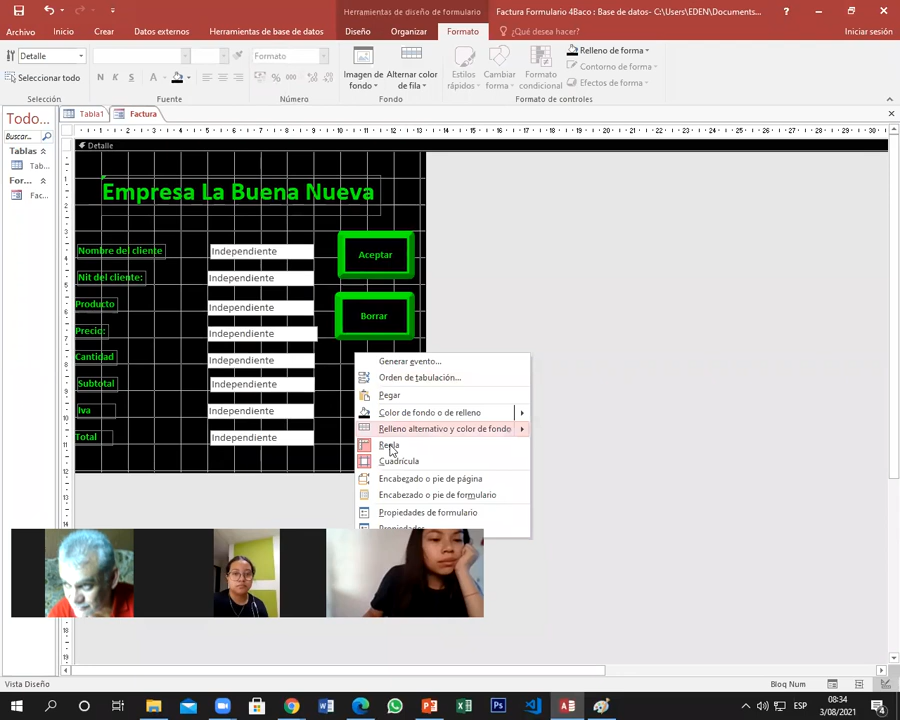 Herramientas de diseño de formulario
Factura Formulario 4Baco : Base de datos- C:\Users\EDEN\Documents...
?
Archivo
Inicio
Crear
Datos externos
Herramientas de base de datos
Diseño
Organizar
Formato
¿Qué desea hacer?
Iniciar sesión
Detalle
Seleccionar todo
Selección
N K S
A
Fuente
Formato
%
Número
Imagen de fondo
Alternar color de fila
Fondo
Estilos rápidos
Cambiar forma
Formato condicional
Relleno de forma
Contorno de forma
Efectos de forma
Formato de controles
Todo...
Buscar...
Tablas
Tab...
For...
Fac...
Tabla1
Factura
Detalle
Empresa La Buena Nueva
Nombre del cliente
Independiente
Aceptar
Nit del cliente:
Independiente
Producto
Independiente
Borrar
Precio:
Independiente
Cantidad
Independiente
Subtotal
Independiente
Iva
Independiente
Total
Independiente
Generar evento...
Orden de tabulación...
Pegar
Color de fondo o de relleno
Relleno alternativo y color de fondo
Regla
Cuadrícula
Encabezado o pie de página
Encabezado o pie de formulario
Propiedades de formulario
Propiedades
Vista Diseño
Bloq Num
ESP
08:34
3/08/2021
4